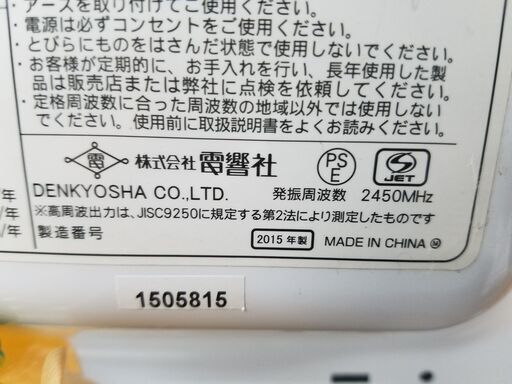 ・アースを取り付けてご使用ください。
・電源は必ずコンセントをご使用ください。
・とびらにものをはさんだ状態で使用しないでください。
・お客様が定期的に、お手入れを行い、長年使用した製
品は販売店または弊社に点検を依頼してください。
・定格周波数に合った周波数の地域以外では使用しない
でください。使用前に取扱説明書をよくお読みください。
電 株式会社 電響社 PS E S JET
DENKYOSHA CO.,LTD. 発振周波数 2450MHz
年 ※高周波出力は、JISC9250に規定する第2法により測定したものです
/年 製造番号 2015年製 MADE IN CHINA M
1505815